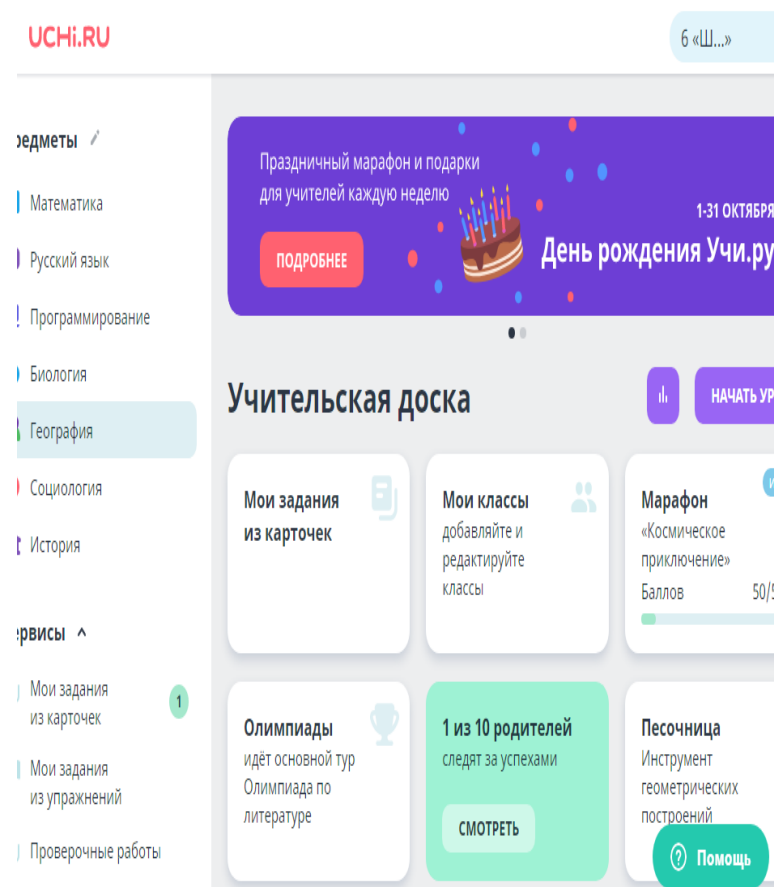 UCHi.RU
6 «Ш...»
редметы
Математика
Русский язык
Программирование
Биология
География
Социология
История
ервисы
Мои задания
из карточек
1
Мои задания
из упражнений
Проверочные работы
Праздничный марафон и подарки
для учителей каждую неделю
ПОДРОБНЕЕ
1-31 ОКТЯБРЯ
День рождения Учи.ру
Учительская доска
НАЧАТЬ УР
Мои задания
из карточек
Мои классы
добавляйте и
редактируйте
классы
Марафон
«Космическое
приключение»
Баллов 50/5
Олимпиады
идёт основной тур
Олимпиада по
литературе
1 из 10 родителей
следят за успехами
СМОТРЕТЬ
Песочница
Инструмент
геометрических
построений
Помощь